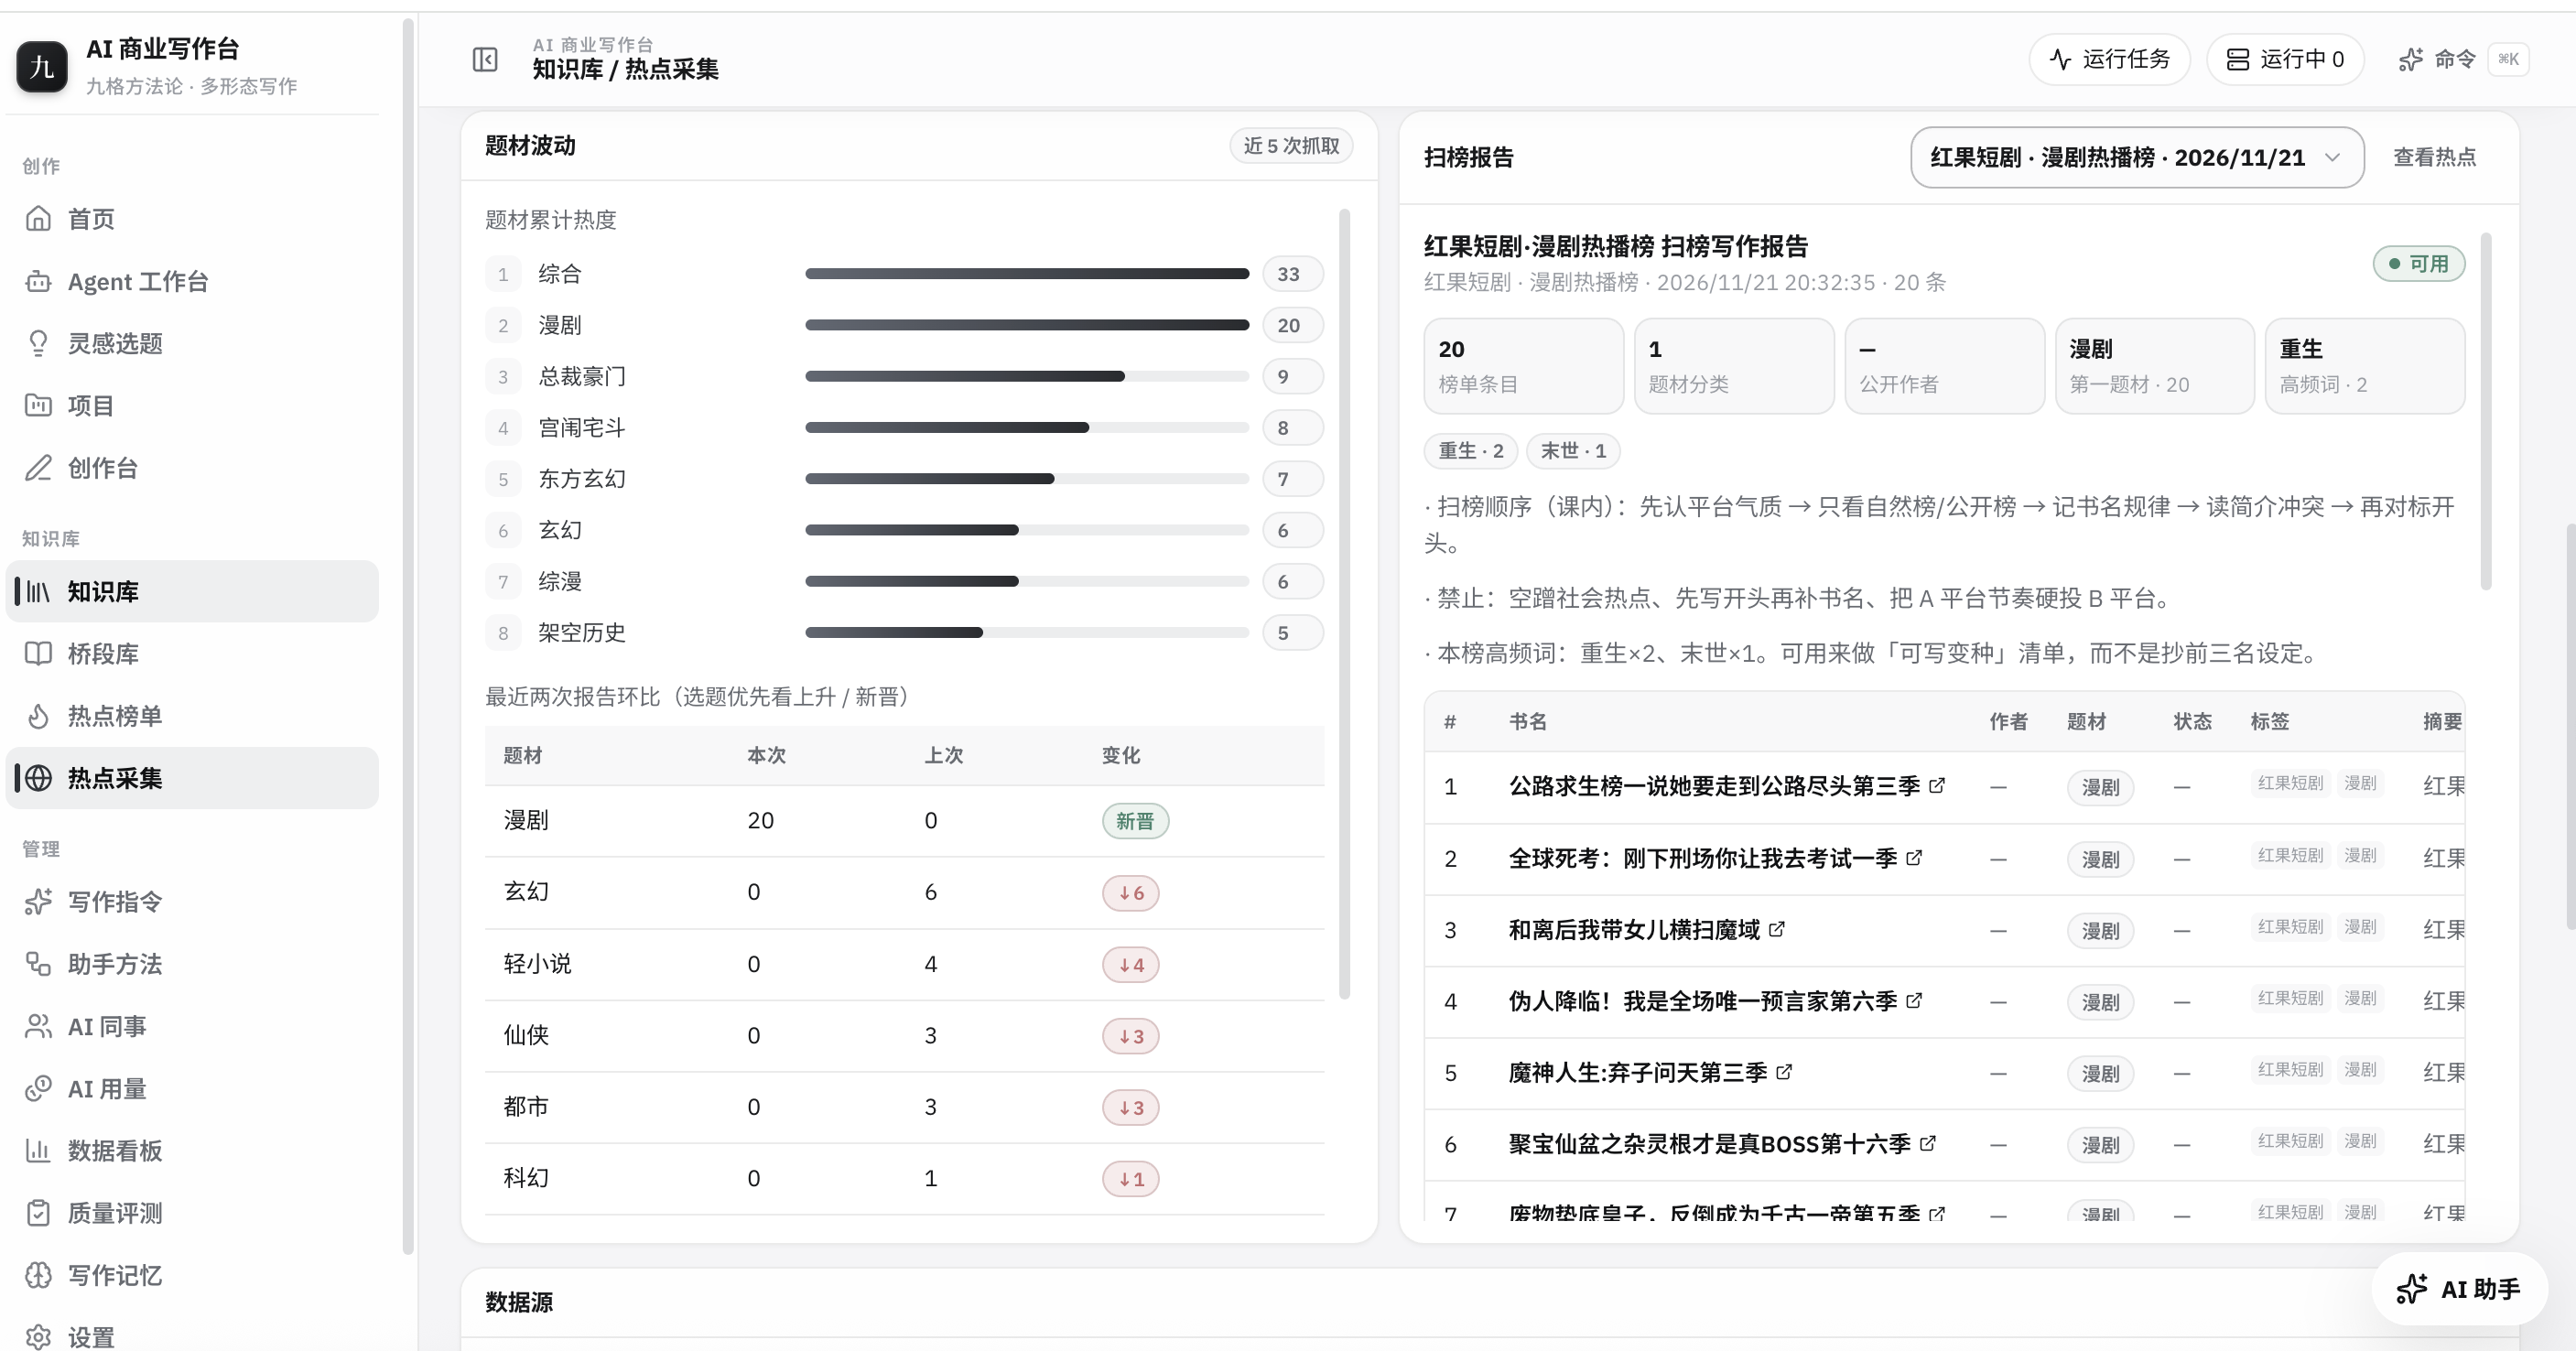 九
AI 商业写作台
九格方法论 · 多形态写作
创作
首页
Agent 工作台
灵感选题
项目
创作台
知识库
知识库
桥段库
热点榜单
热点采集
管理
写作指令
助手方法
AI 同事
AI 用量
数据看板
质量评测
写作记忆
设置
AI 商业写作台
知识库 / 热点采集
运行任务
运行中 0
命令 ⌘K
题材波动
近 5 次抓取
题材累计热度
1 综合 33
2 漫剧 20
3 总裁豪门 9
4 宫闱宅斗 8
5 东方玄幻 7
6 玄幻 6
7 综漫 6
8 架空历史 5
最近两次报告环比（选题优先看上升 / 新晋）
题材 本次 上次 变化
漫剧 20 0 新晋
玄幻 0 6 ↓6
轻小说 0 4 ↓4
仙侠 0 3 ↓3
都市 0 3 ↓3
科幻 0 1 ↓1
扫榜报告
红果短剧 · 漫剧热播榜 · 2026/11/21
查看热点
红果短剧·漫剧热播榜 扫榜写作报告
红果短剧 · 漫剧热播榜 · 2026/11/21 20:32:35 · 20 条
可用
20
榜单条目
1
题材分类
—
公开作者
漫剧
第一题材 · 20
重生
高频词 · 2
重生 · 2
末世 · 1
· 扫榜顺序（课内）：先认平台气质 → 只看自然榜/公开榜 → 记书名规律 → 读简介冲突 → 再对标开
头。
· 禁止：空蹭社会热点、先写开头再补书名、把 A 平台节奏硬投 B 平台。
· 本榜高频词：重生×2、末世×1。可用来做「可写变种」清单，而不是抄前三名设定。
# 书名 作者 题材 状态 标签 摘要
1 公路求生榜一说她要走到公路尽头第三季 — 漫剧 — 红果短剧 漫剧 红果
2 全球死考：刚下刑场你让我去考试一季 — 漫剧 — 红果短剧 漫剧 红果
3 和离后我带女儿横扫魔域 — 漫剧 — 红果短剧 漫剧 红果
4 伪人降临！我是全场唯一预言家第六季 — 漫剧 — 红果短剧 漫剧 红果
5 魔神人生:弃子问天第三季 — 漫剧 — 红果短剧 漫剧 红果
6 聚宝仙盆之杂灵根才是真BOSS第十六季 — 漫剧 — 红果短剧 漫剧 红果
7 废物垫底皇子，反倒成为千古一帝第五季 — 漫剧 — 红果短剧 漫剧 红果
数据源
AI 助手